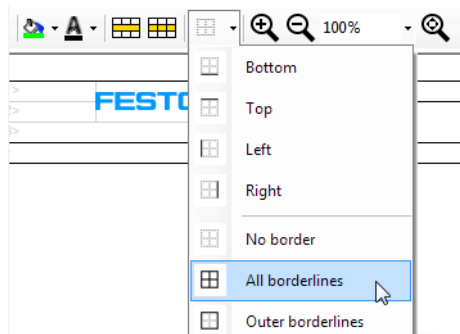 A
100%
>
FESTO
>
>
Bottom
Top
Left
Right
No border
All borderlines
Outer borderlines